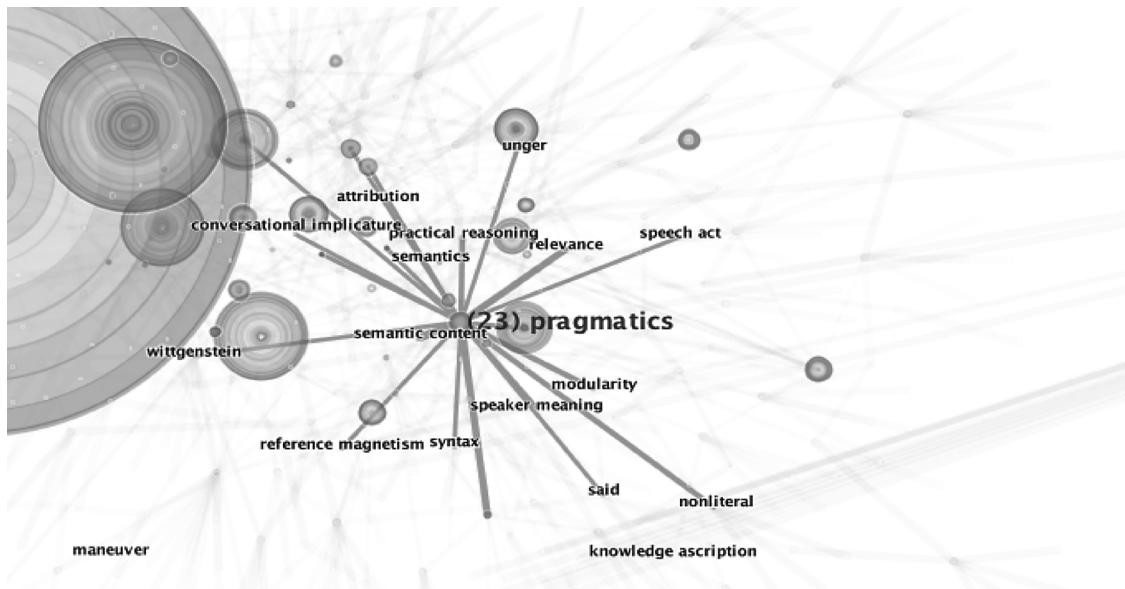 unger
attribution
conversational implicature
practical reasoning
speech act
relevance
semantics
(23) pragmatics
semantic content
wittgenstein
modularity
speaker meaning
reference magnetism
syntax
said
nonliteral
maneuver
knowledge ascription